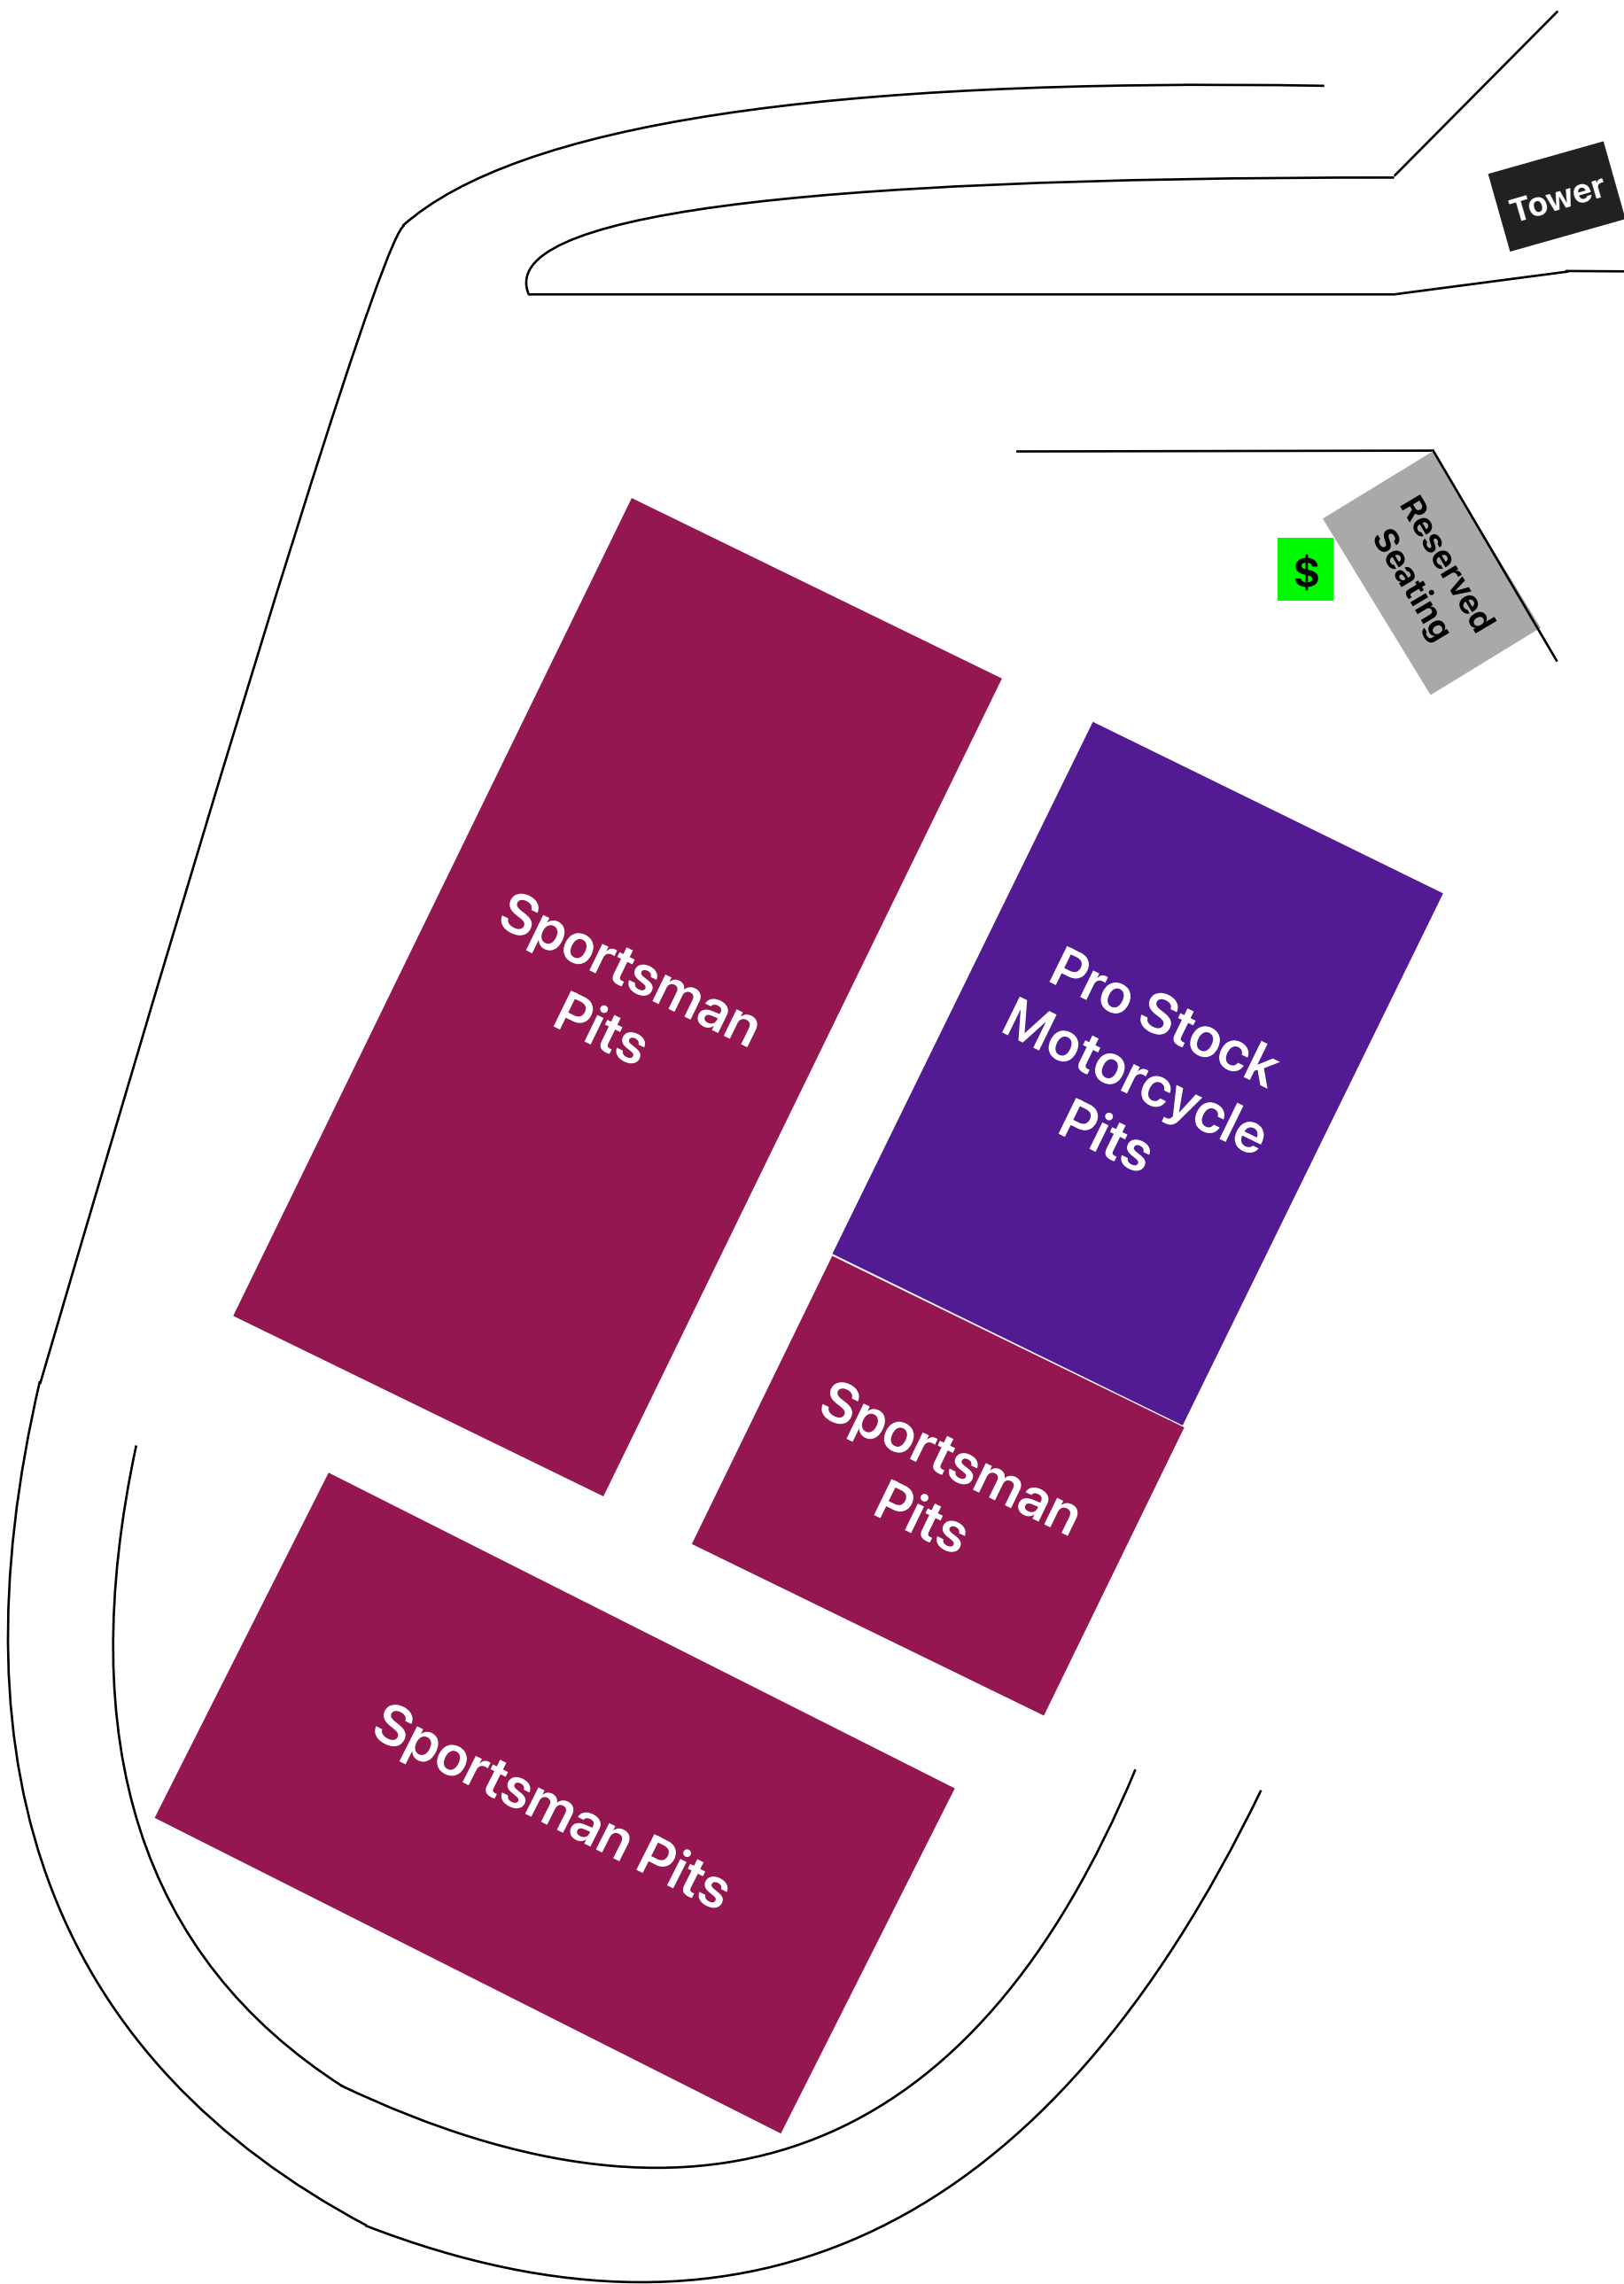 Tower
Reserved
Seating
$
Sportsman
Pits
Pro Stock
Motorcycle
Pits
Sportsman
Pits
Sportsman Pits